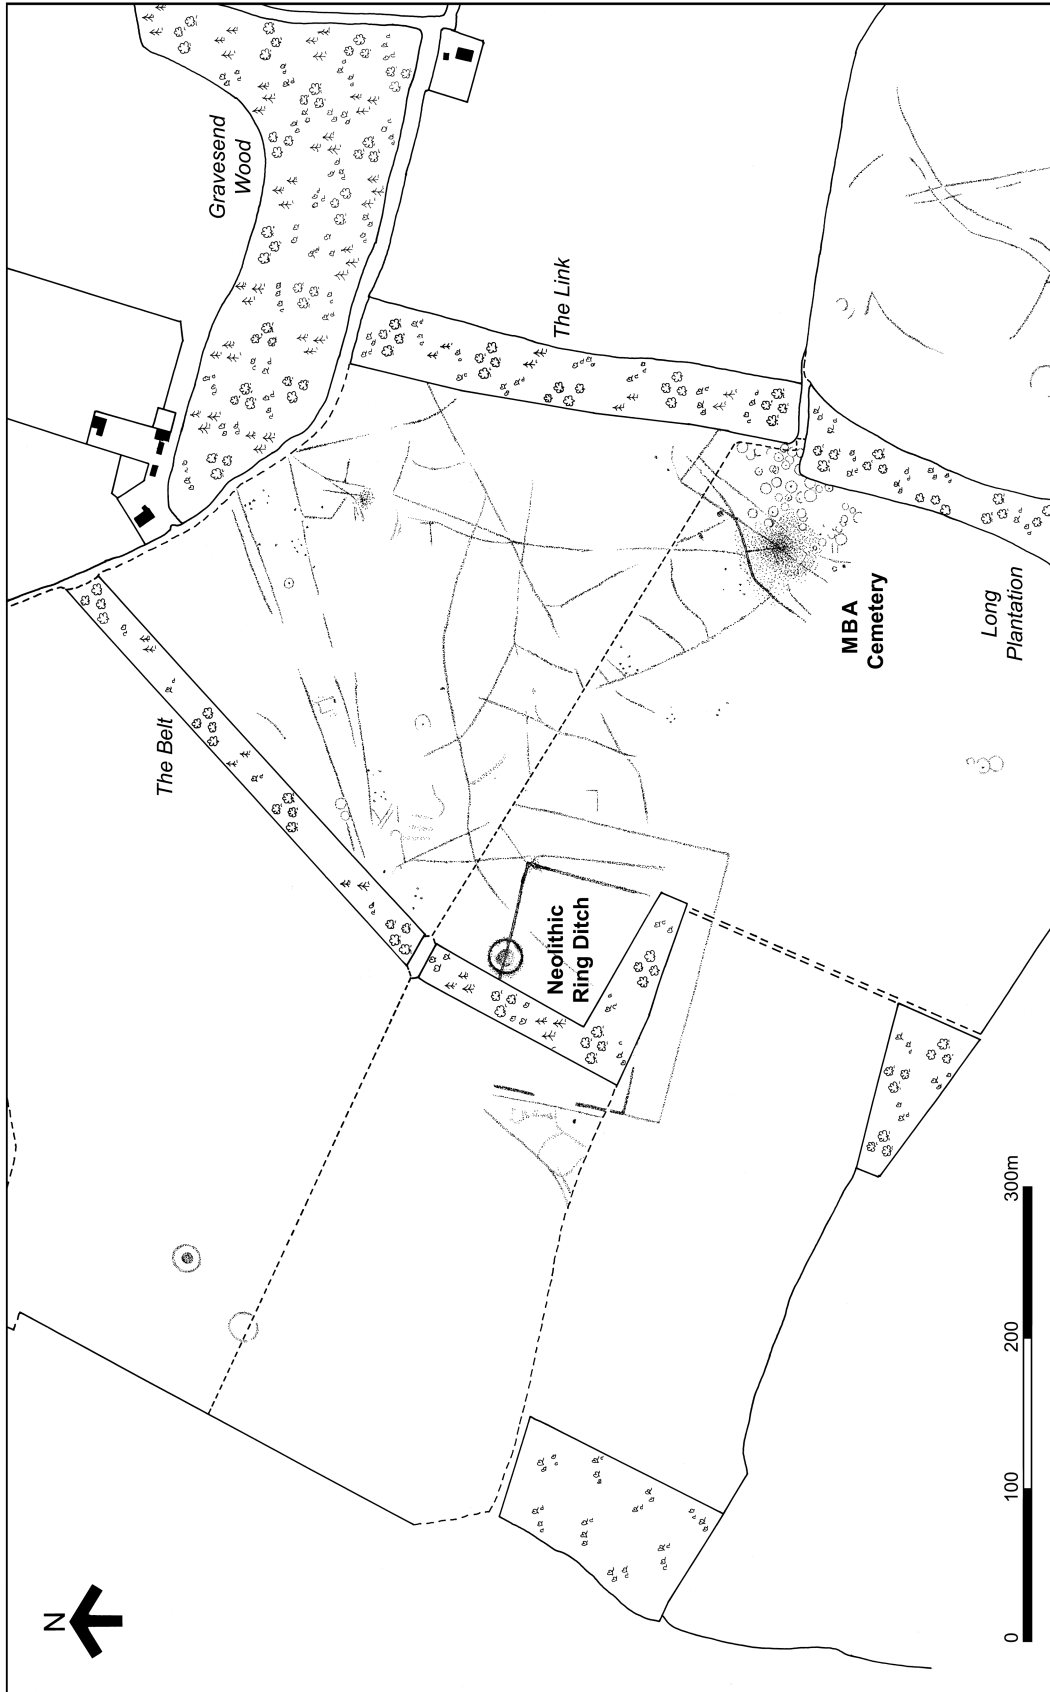 Gravesend
Wood
The Link
The Belt
Neolithic
Ring Ditch
MBA
Cemetery
Long
Plantation
N
0
100
200
300m